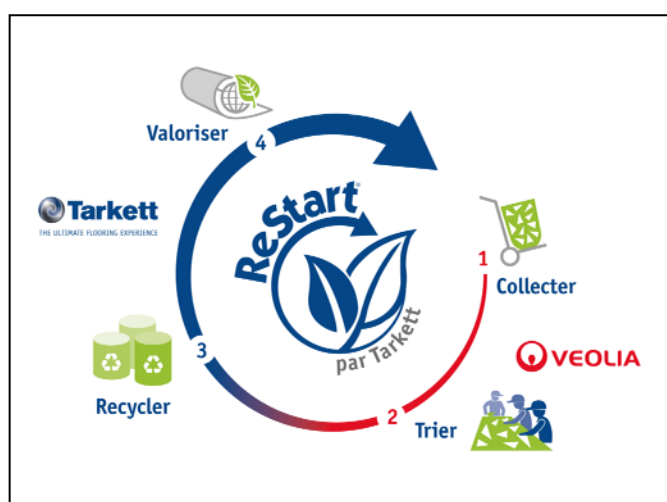 Valoriser
4
Tarkett
THE ULTIMATE FLOORING EXPERIENCE
ReStart®
par Tarkett
1
Collecter
VEOLIA
2
Trier
3
Recycler